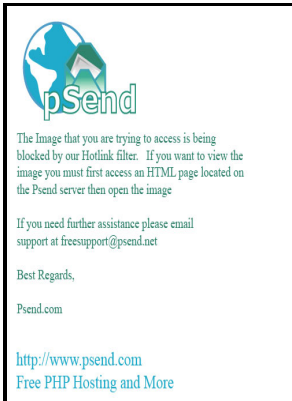 pSend
The Image that you are trying to access is being
blocked by our Hotlink filter.   If you want to view the
image you must first access an HTML page located on
the Psend server then open the image
If you need further assistance please email
support at freesupport@psend.net
Best Regards,
Psend.com
http://www.psend.com
Free PHP Hosting and More